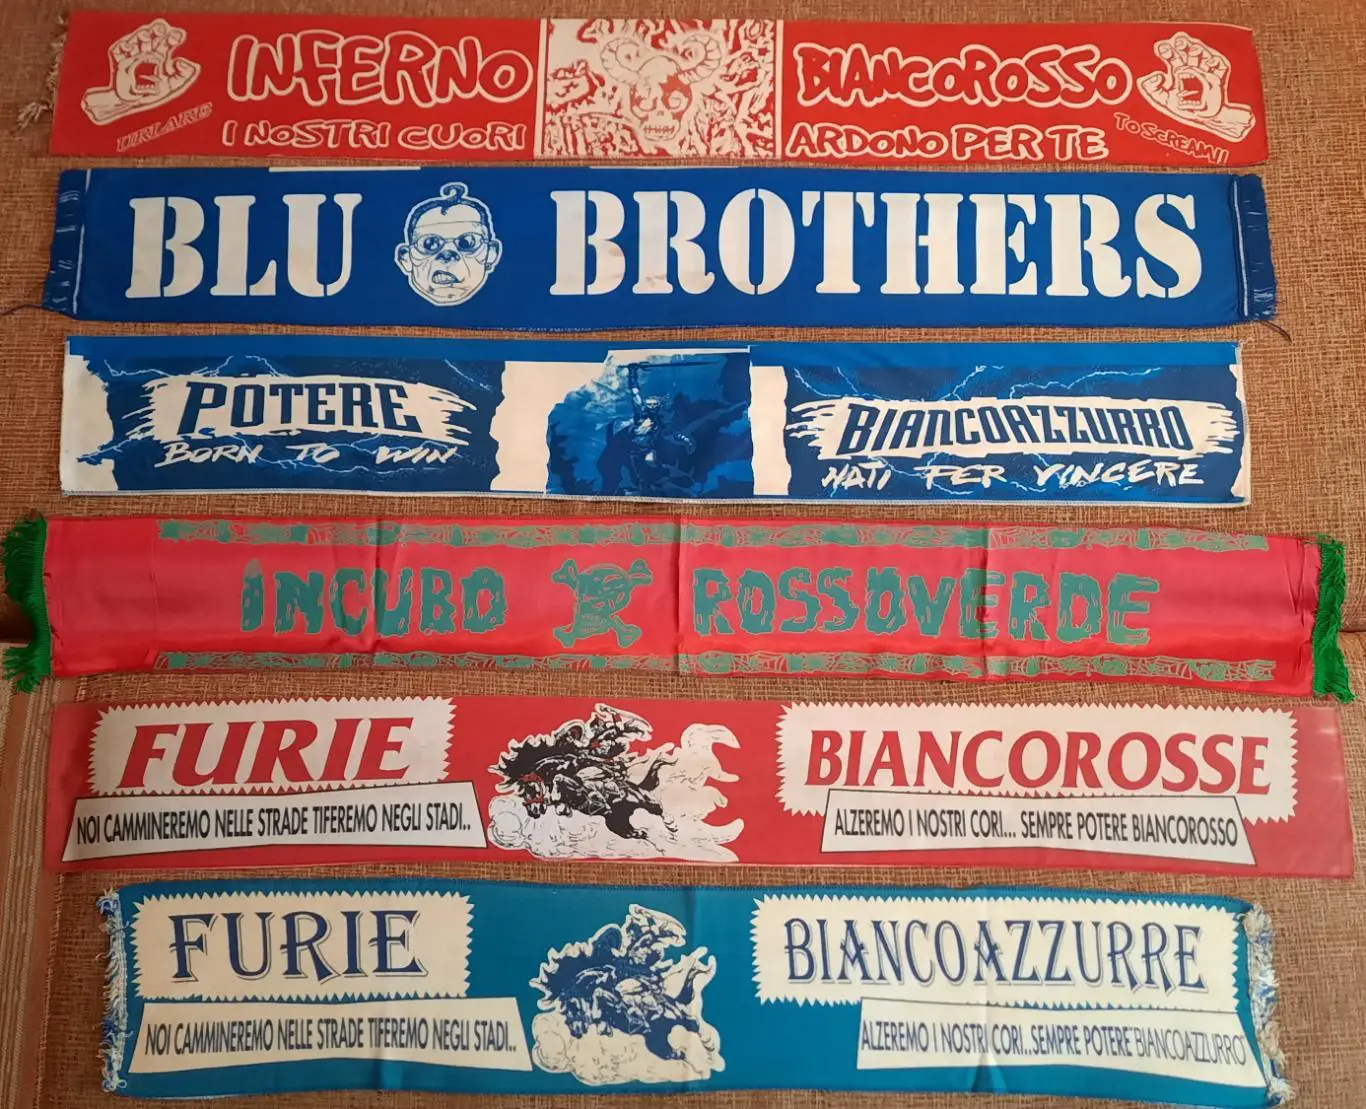 INFERNO BIANCOROSSO
URLARE I NOSTRI CUORI ARDONO PER TE TO SCREAM!!
BLU BROTHERS
POTERE BIANCOAZZURRO
BORN TO WIN NATI PER VINCERE
INCUBO ROSSOVERDE
FURIE BIANCOROSSE
NOI CAMMINEREMO NELLE STRADE TIFEREMO NEGLI STADI.. ALZEREMO I NOSTRI CORI... SEMPRE POTERE BIANCOROSSO
FURIE BIANCOAZZURRE
NOI CAMMINEREMO NELLE STRADE TIFEREMO NEGLI STADI.. ALZEREMO I NOSTRI CORI...SEMPRE POTERE"BIANCOAZZURRO"